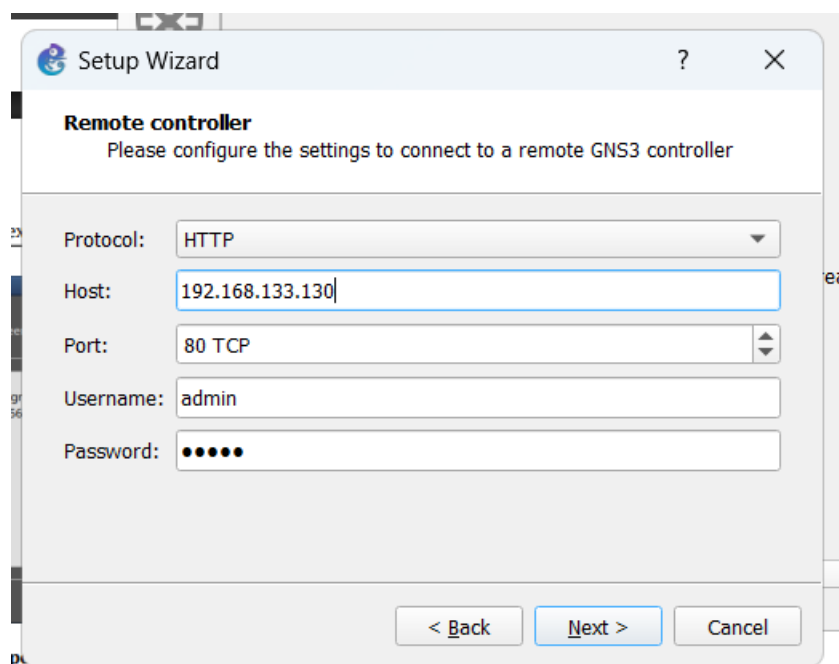 Setup Wizard
?
Remote controller
Please configure the settings to connect to a remote GNS3 controller
Protocol: HTTP
Host: 192.168.133.130
Port: 80 TCP
Username: admin
Password: •••••
< Back
Next >
Cancel